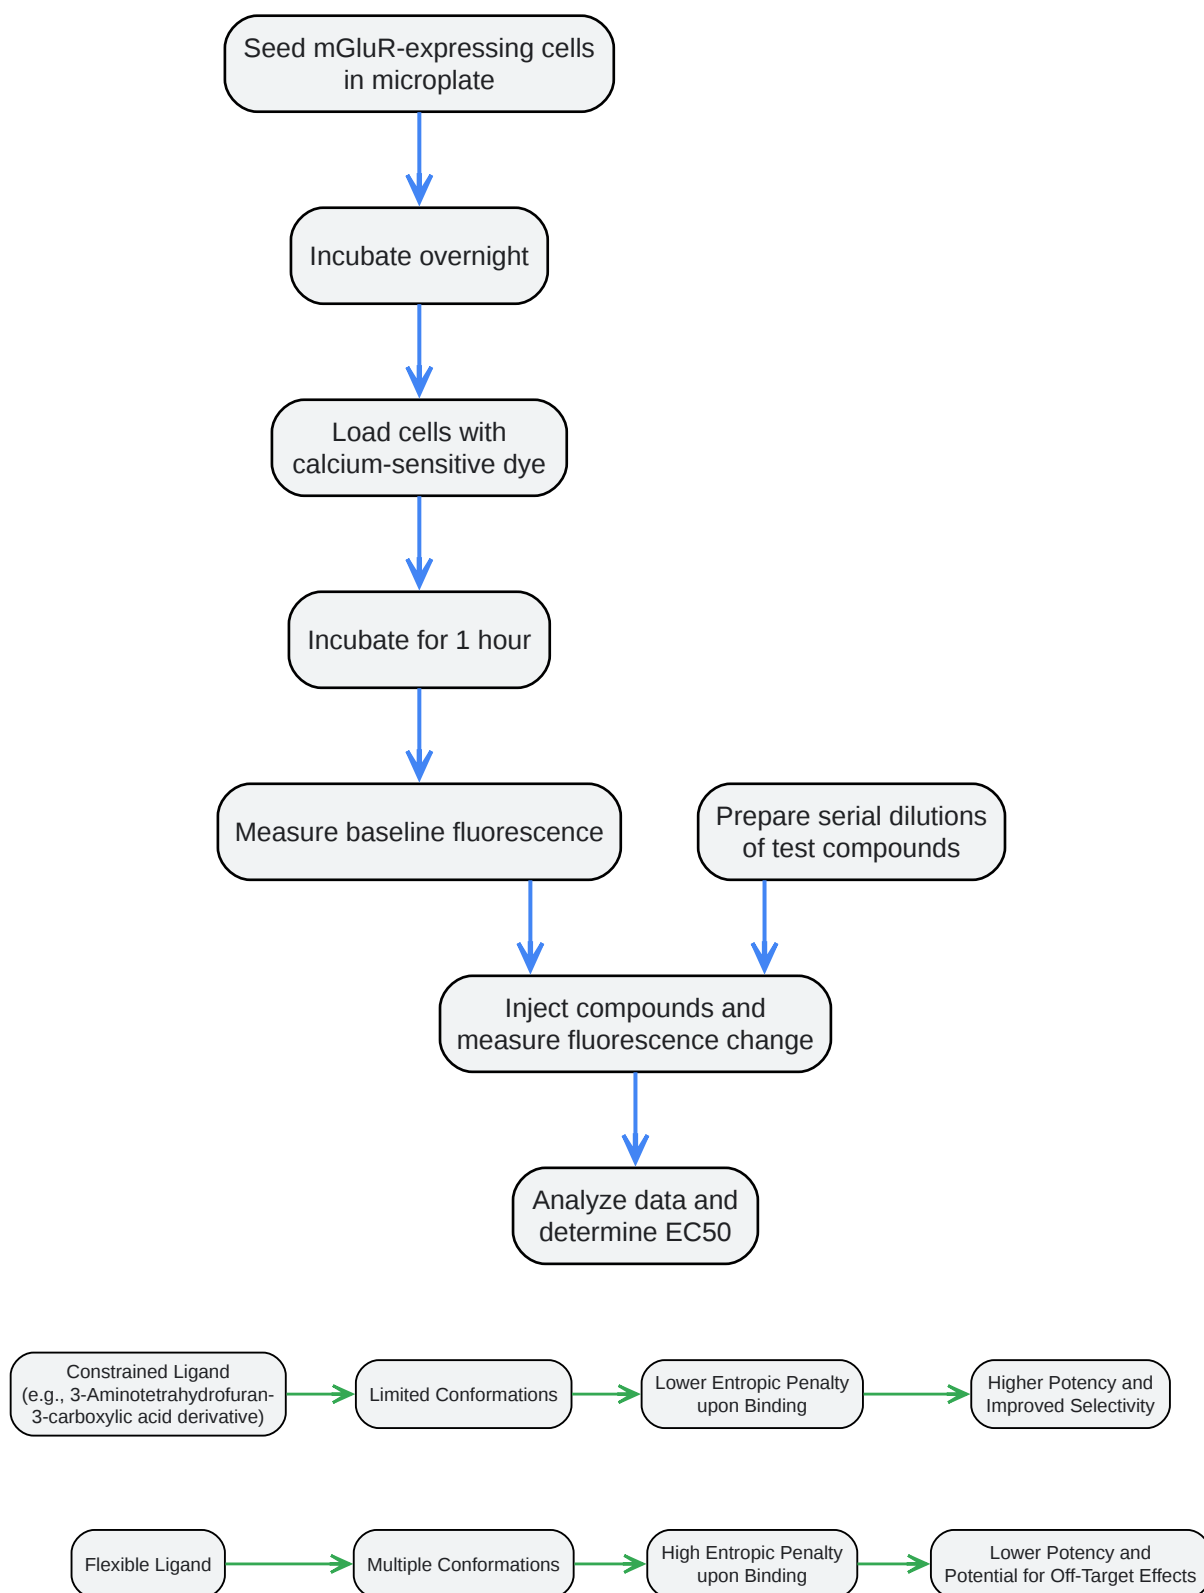 Seed mGluR-expressing cells
in microplate
Incubate overnight
Load cells with
calcium-sensitive dye
Incubate for 1 hour
Measure baseline fluorescence
Prepare serial dilutions
of test compounds
Inject compounds and
measure fluorescence change
Analyze data and
determine EC50
Constrained Ligand
(e.g., 3-Aminotetrahydrofuran-
3-carboxylic acid derivative)
Limited Conformations
Lower Entropic Penalty
upon Binding
Higher Potency and
Improved Selectivity
Flexible Ligand
Multiple Conformations
High Entropic Penalty
upon Binding
Lower Potency and
Potential for Off-Target Effects